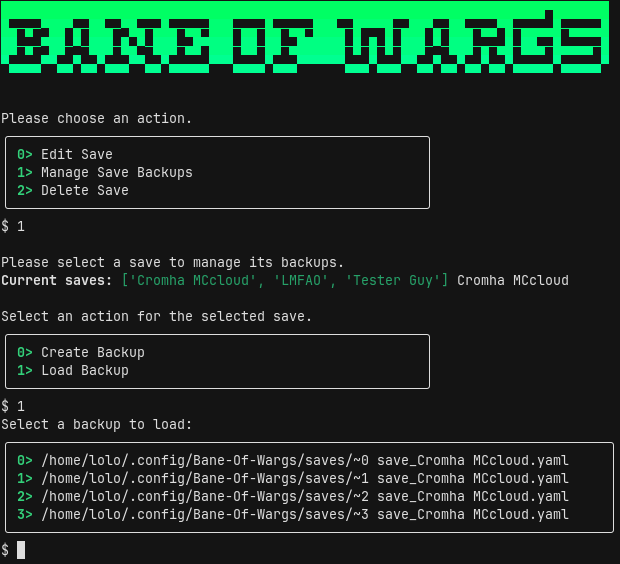 BANE OF WARGS
Please choose an action.
0> Edit Save
1> Manage Save Backups
2> Delete Save
$ 1
Please select a save to manage its backups.
Current saves: ['Cromha MCcloud', 'LMFAO', 'Tester Guy'] Cromha MCcloud
Select an action for the selected save.
0> Create Backup
1> Load Backup
$ 1
Select a backup to load:
0> /home/lolo/.config/Bane-Of-Wargs/saves/~0 save_Cromha MCcloud.yaml
1> /home/lolo/.config/Bane-Of-Wargs/saves/~1 save_Cromha MCcloud.yaml
2> /home/lolo/.config/Bane-Of-Wargs/saves/~2 save_Cromha MCcloud.yaml
3> /home/lolo/.config/Bane-Of-Wargs/saves/~3 save_Cromha MCcloud.yaml
$